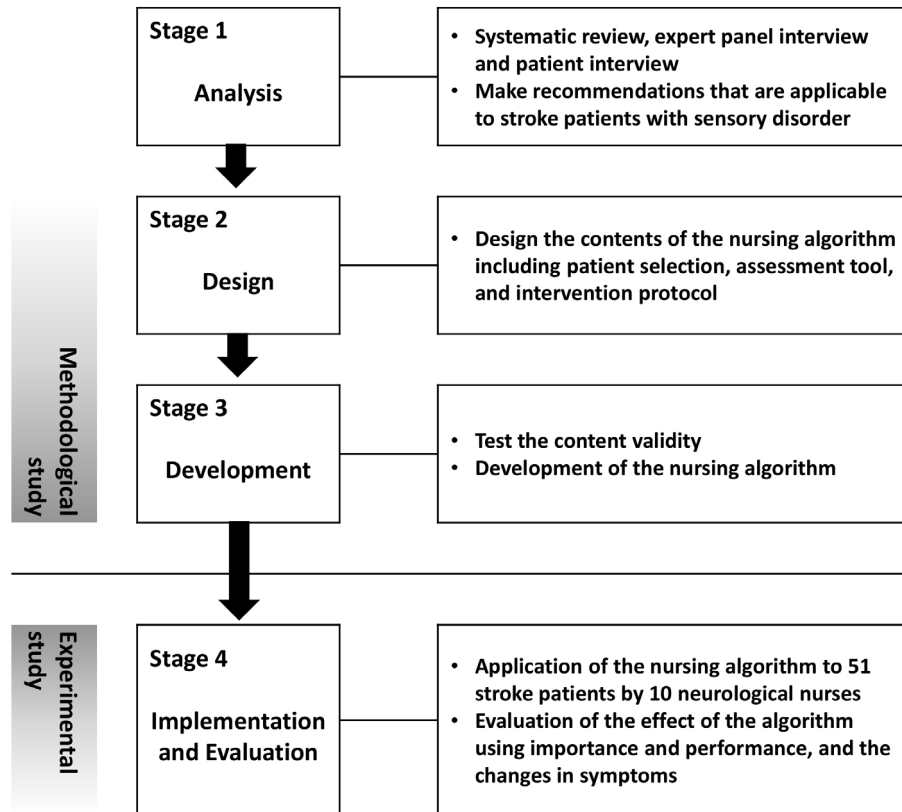 Stage 1
Analysis
• Systematic review, expert panel interview
and patient interview
• Make recommendations that are applicable
to stroke patients with sensory disorder
Methodological
study
Stage 2
Design
• Design the contents of the nursing algorithm
including patient selection, assessment tool,
and intervention protocol
Stage 3
Development
• Test the content validity
• Development of the nursing algorithm
Experimental
study
Stage 4
Implementation
and Evaluation
• Application of the nursing algorithm to 51
stroke patients by 10 neurological nurses
• Evaluation of the effect of the algorithm
using importance and performance, and the
changes in symptoms